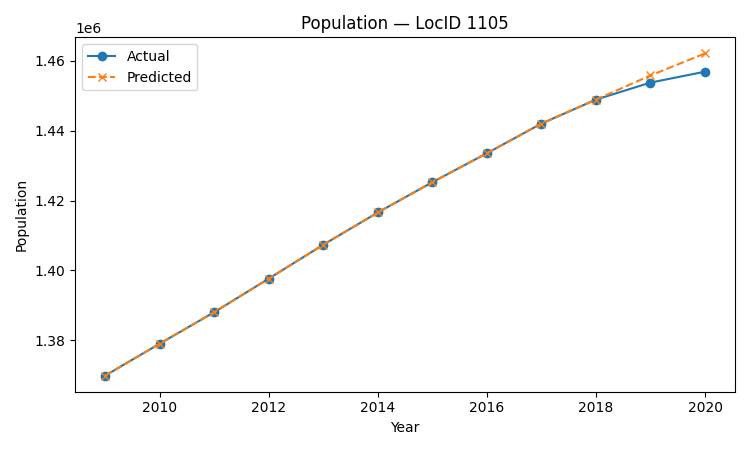 Population — LocID 1105
1e6
Actual
Predicted
1.46
1.44
1.42
1.40
1.38
Population
2010 2012 2014 2016 2018 2020
Year